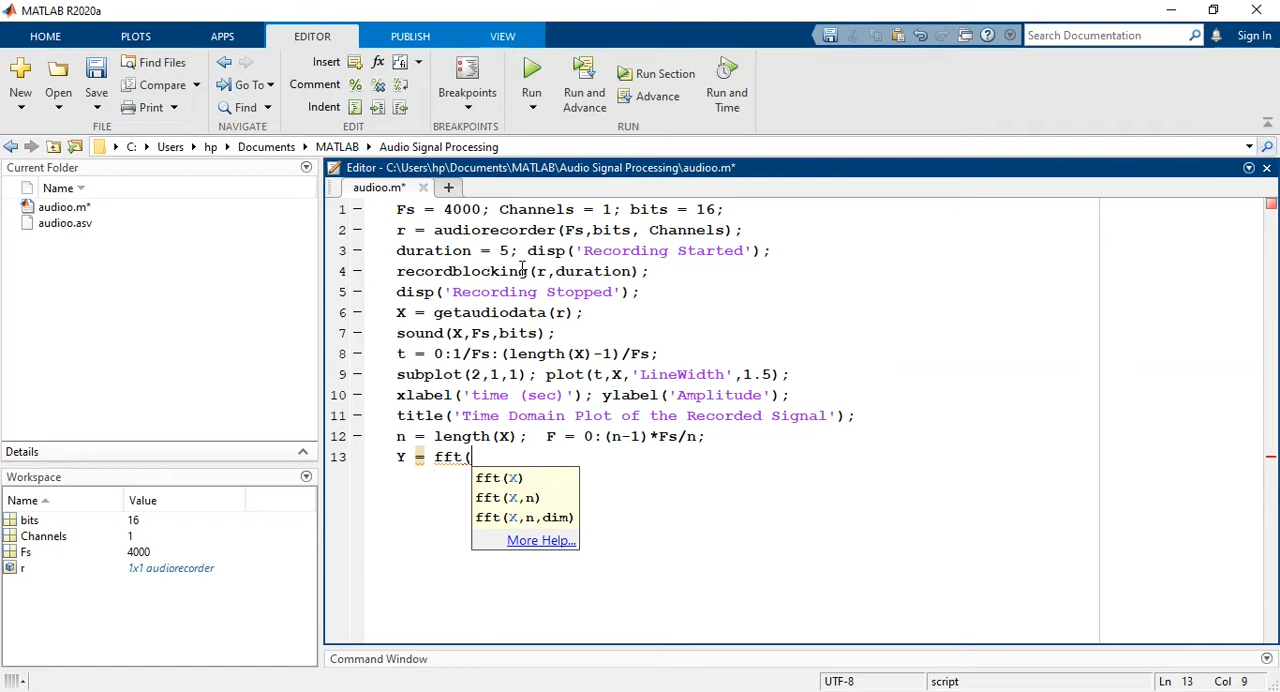 MATLAB R2020a
HOME PLOTS APPS EDITOR PUBLISH VIEW Search Documentation Sign In
New Open Save Find Files Compare Print Go To Find Insert fx Comment Indent Breakpoints Run Run and Advance Run Section Advance Run and Time
FILE NAVIGATE EDIT BREAKPOINTS RUN
C: Users hp Documents MATLAB Audio Signal Processing
Current Folder
Name
audioo.m*
audioo.asv
Details
Workspace
Name Value
bits 16
Channels 1
Fs 4000
r 1x1 audiorecorder
Editor - C:\Users\hp\Documents\MATLAB\Audio Signal Processing\audioo.m*
audioo.m*
1 Fs = 4000; Channels = 1; bits = 16;
2 r = audiorecorder(Fs,bits, Channels);
3 duration = 5; disp('Recording Started');
4 recordblocking(r,duration);
5 disp('Recording Stopped');
6 X = getaudiodata(r);
7 sound(X,Fs,bits);
8 t = 0:1/Fs:(length(X)-1)/Fs;
9 subplot(2,1,1); plot(t,X,'LineWidth',1.5);
10 xlabel('time (sec)'); ylabel('Amplitude');
11 title('Time Domain Plot of the Recorded Signal');
12 n = length(X); F = 0:(n-1)*Fs/n;
13 Y = fft(
fft(X)
fft(X,n)
fft(X,n,dim)
More Help...
Command Window
UTF-8 script Ln 13 Col 9